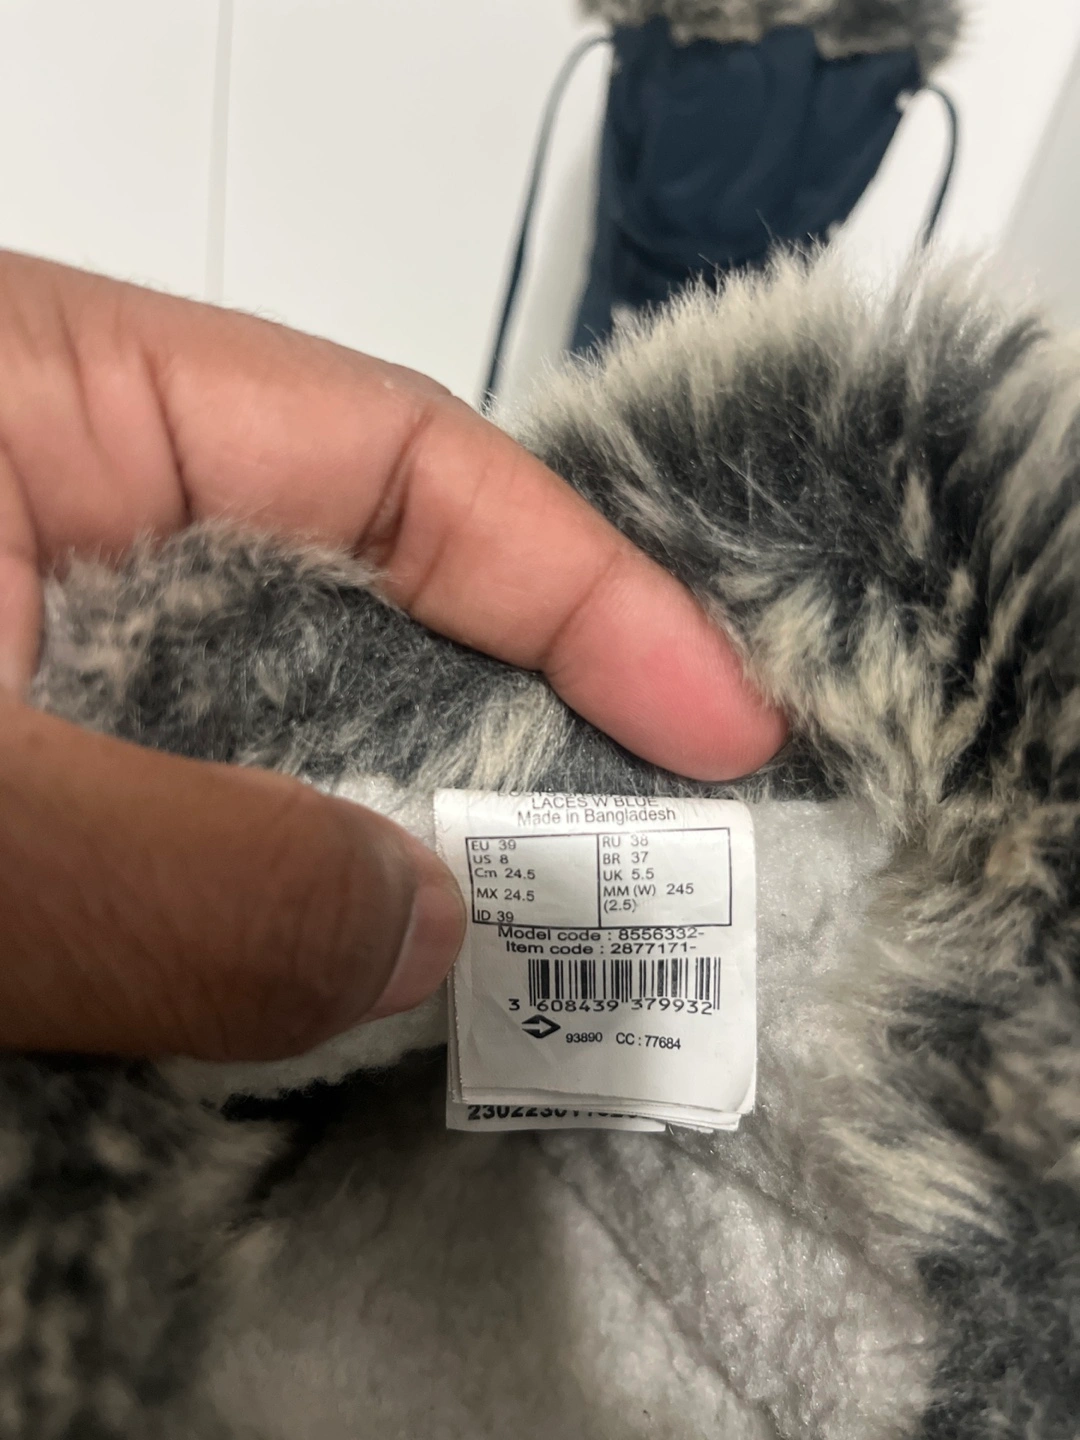 LACES W BLUE
Made in Bangladesh
EU 39
US 8
Cm 24.5
MX 24.5
ID 39
RU 38
BR 37
UK 5.5
MM (W) 245
(2.5)
Model code : 8556332-
Item code : 2877171-
3 608439 379932
93890 CC : 77684